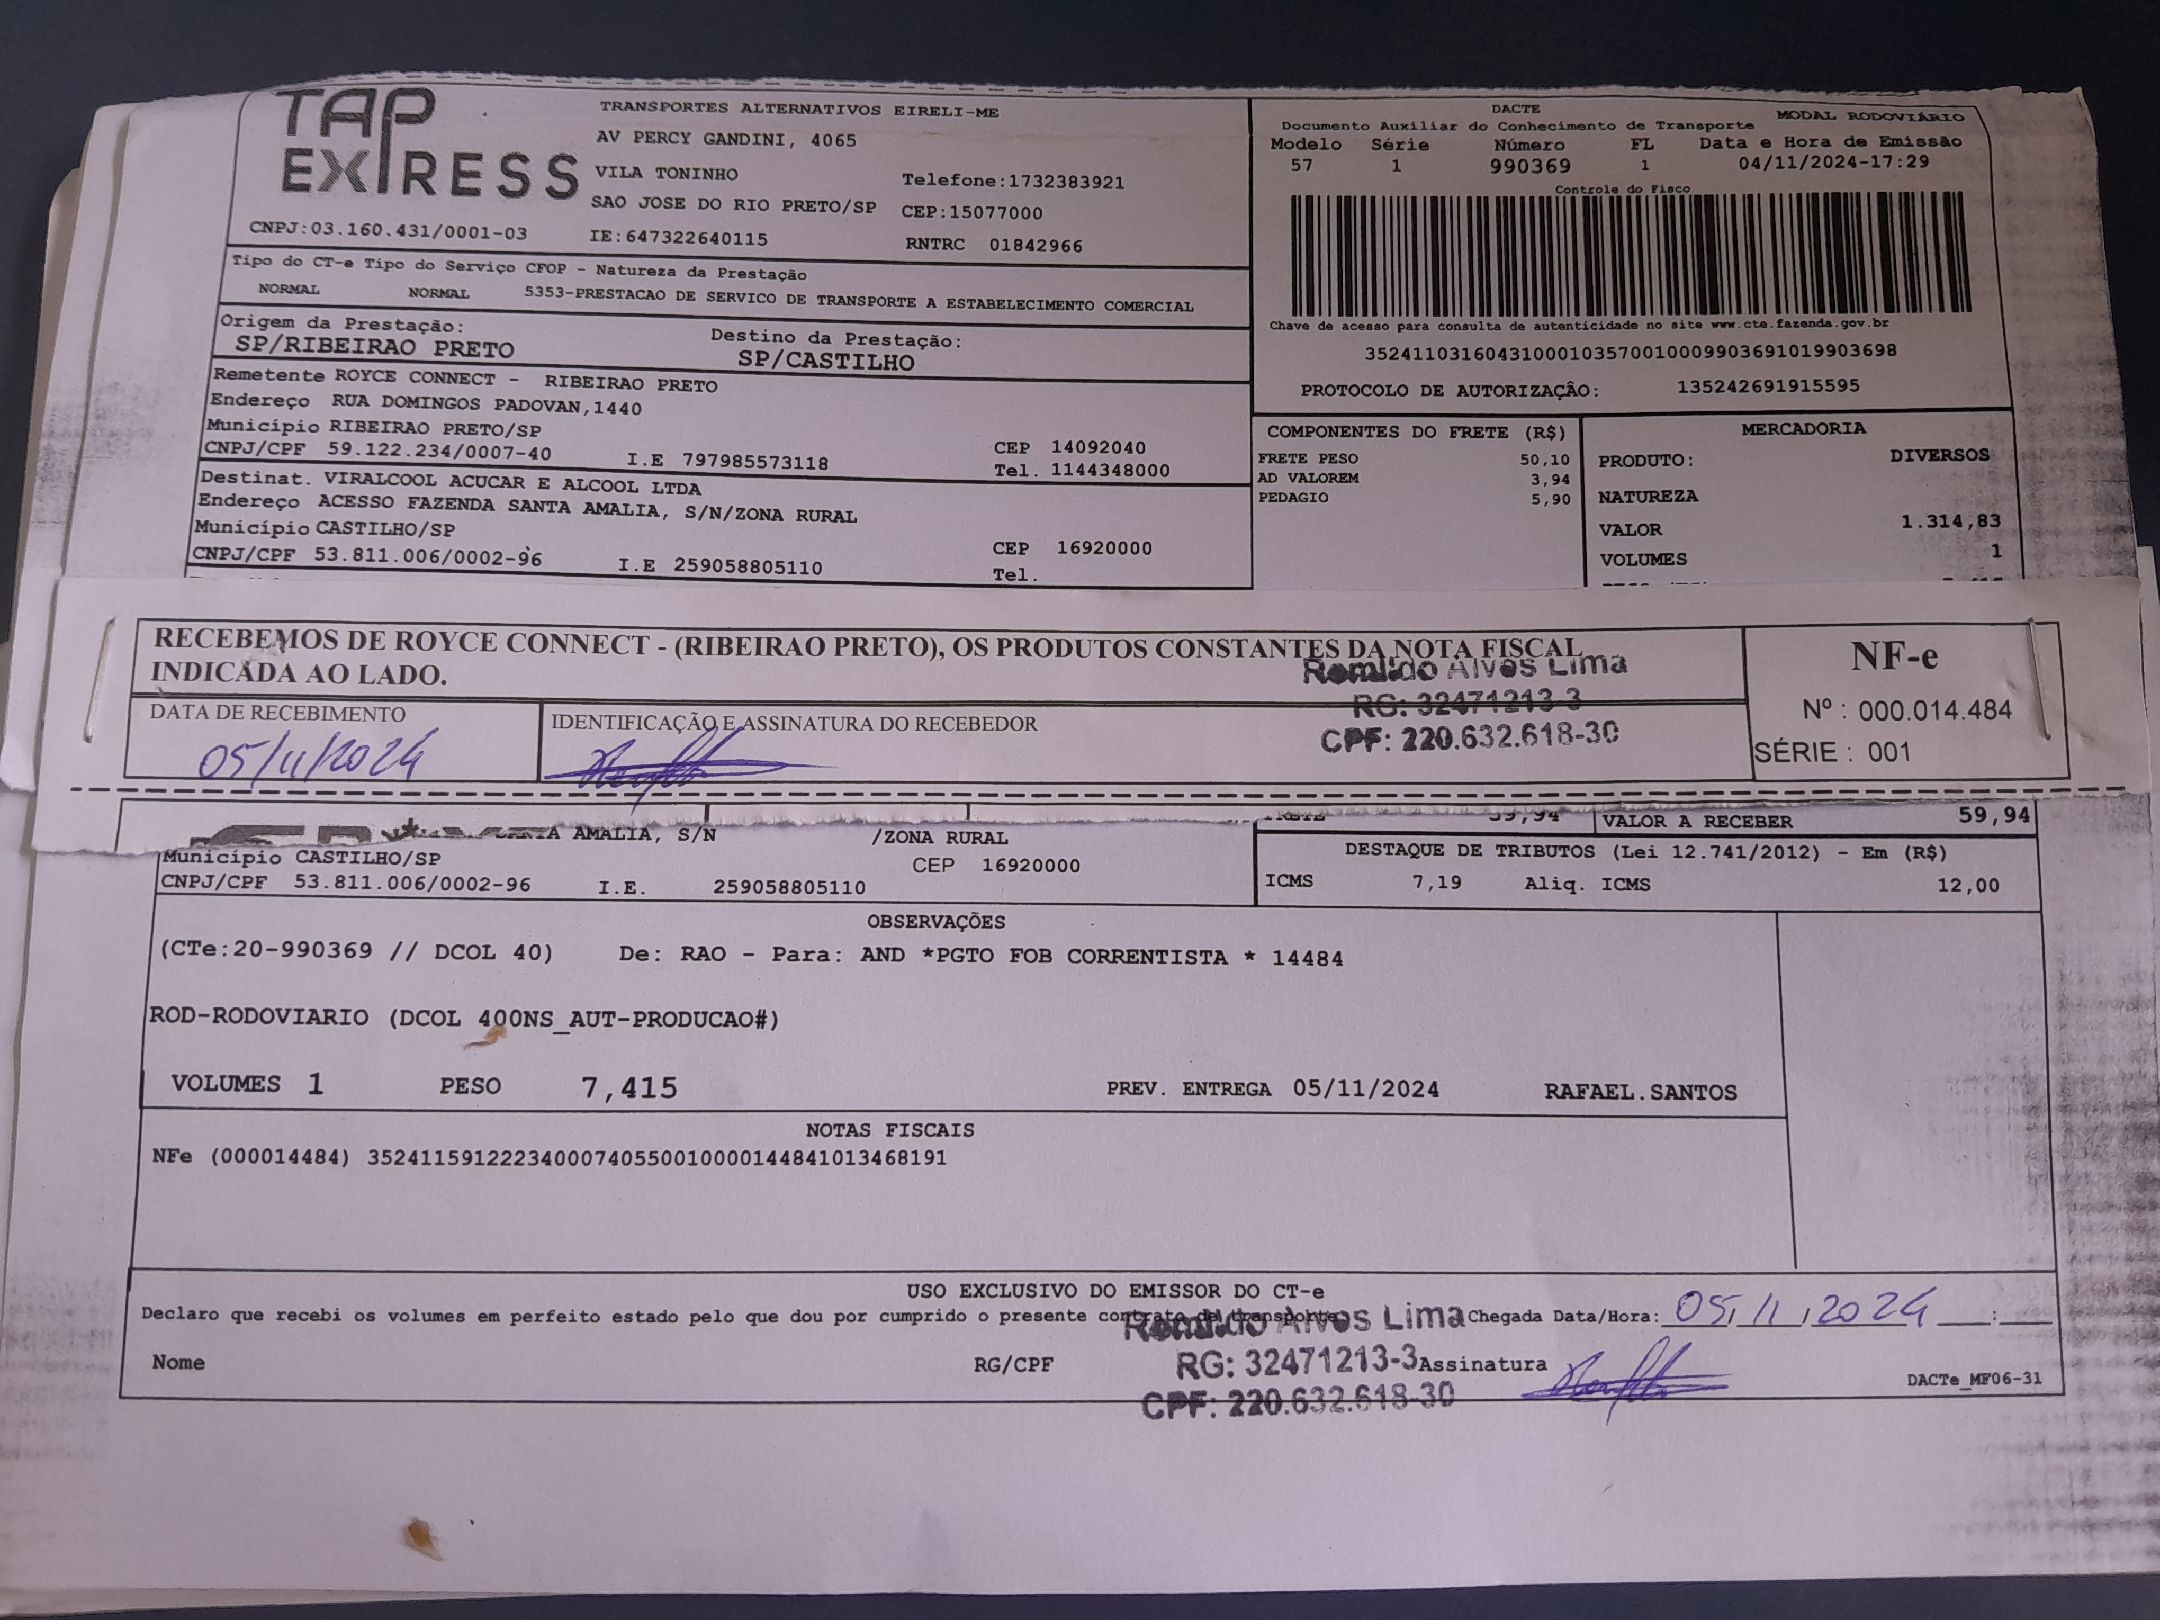 TAP EXPRESS
TRANSPORTES ALTERNATIVOS EIRELI-ME
AV PERCY GANDINI, 4065
VILA TONINHO Telefone:1732383921
SAO JOSE DO RIO PRETO/SP CEP:15077000
CNPJ:03.160.431/0001-03 IE:647322640115 RNTRC 01842966
Tipo do CT-e Tipo do Serviço CFOP - Natureza da Prestação
NORMAL NORMAL 5353-PRESTACAO DE SERVICO DE TRANSPORTE A ESTABELECIMENTO COMERCIAL
Origem da Prestação: Destino da Prestação:
SP/RIBEIRAO PRETO SP/CASTILHO
Remetente ROYCE CONNECT - RIBEIRAO PRETO
Endereço RUA DOMINGOS PADOVAN,1440
Município RIBEIRAO PRETO/SP CEP 14092040
CNPJ/CPF 59.122.234/0007-40 I.E 797985573118 Tel. 1144348000
Destinat. VIRALCOOL ACUCAR E ALCOOL LTDA
Endereço ACESSO FAZENDA SANTA AMALIA, S/N/ZONA RURAL
Município CASTILHO/SP CEP 16920000
CNPJ/CPF 53.811.006/0002-96 I.E 259058805110 Tel.
DACTE MODAL RODOVIÁRIO
Documento Auxiliar do Conhecimento de Transporte
Modelo Série Número FL Data e Hora de Emissão
57 1 990369 1 04/11/2024-17:29
Controle do Fisco
Chave de acesso para consulta de autenticidade no site www.cte.fazenda.gov.br
35241103160431000103570010009903691019903698
PROTOCOLO DE AUTORIZAÇÃO: 135242691915595
COMPONENTES DO FRETE (R$)
FRETE PESO 50,10
AD VALOREM 3,94
PEDAGIO 5,90
MERCADORIA
PRODUTO: DIVERSOS
NATUREZA
VALOR 1.314,83
VOLUMES 1
RECEBEMOS DE ROYCE CONNECT - (RIBEIRAO PRETO), OS PRODUTOS CONSTANTES DA NOTA FISCAL
INDICADA AO LADO.
Romildo Alves Lima
RG: 32471213-3
CPF: 220.632.618-30
DATA DE RECEBIMENTO IDENTIFICAÇÃO E ASSINATURA DO RECEBEDOR
05/11/2024
NF-e
Nº : 000.014.484
SÉRIE : 001
AMALIA, S/N /ZONA RURAL
Município CASTILHO/SP CEP 16920000
CNPJ/CPF 53.811.006/0002-96 I.E. 259058805110
59,94 VALOR A RECEBER 59,94
DESTAQUE DE TRIBUTOS (Lei 12.741/2012) - Em (R$)
ICMS 7,19 Aliq. ICMS 12,00
OBSERVAÇÕES
(CTe:20-990369 // DCOL 40) De: RAO - Para: AND *PGTO FOB CORRENTISTA * 14484
ROD-RODOVIARIO (DCOL 400NS_AUT-PRODUCAO#)
VOLUMES 1 PESO 7,415 PREV. ENTREGA 05/11/2024 RAFAEL.SANTOS
NOTAS FISCAIS
NFe (000014484) 35241159122234000740550010000144841013468191
USO EXCLUSIVO DO EMISSOR DO CT-e
Declaro que recebi os volumes em perfeito estado pelo que dou por cumprido o presente contrato de transporte. Chegada Data/Hora: 05/11/2024 :
Romildo Alves Lima
RG: 32471213-3
CPF: 220.632.618-30
Nome RG/CPF Assinatura
DACTe_MF06-31